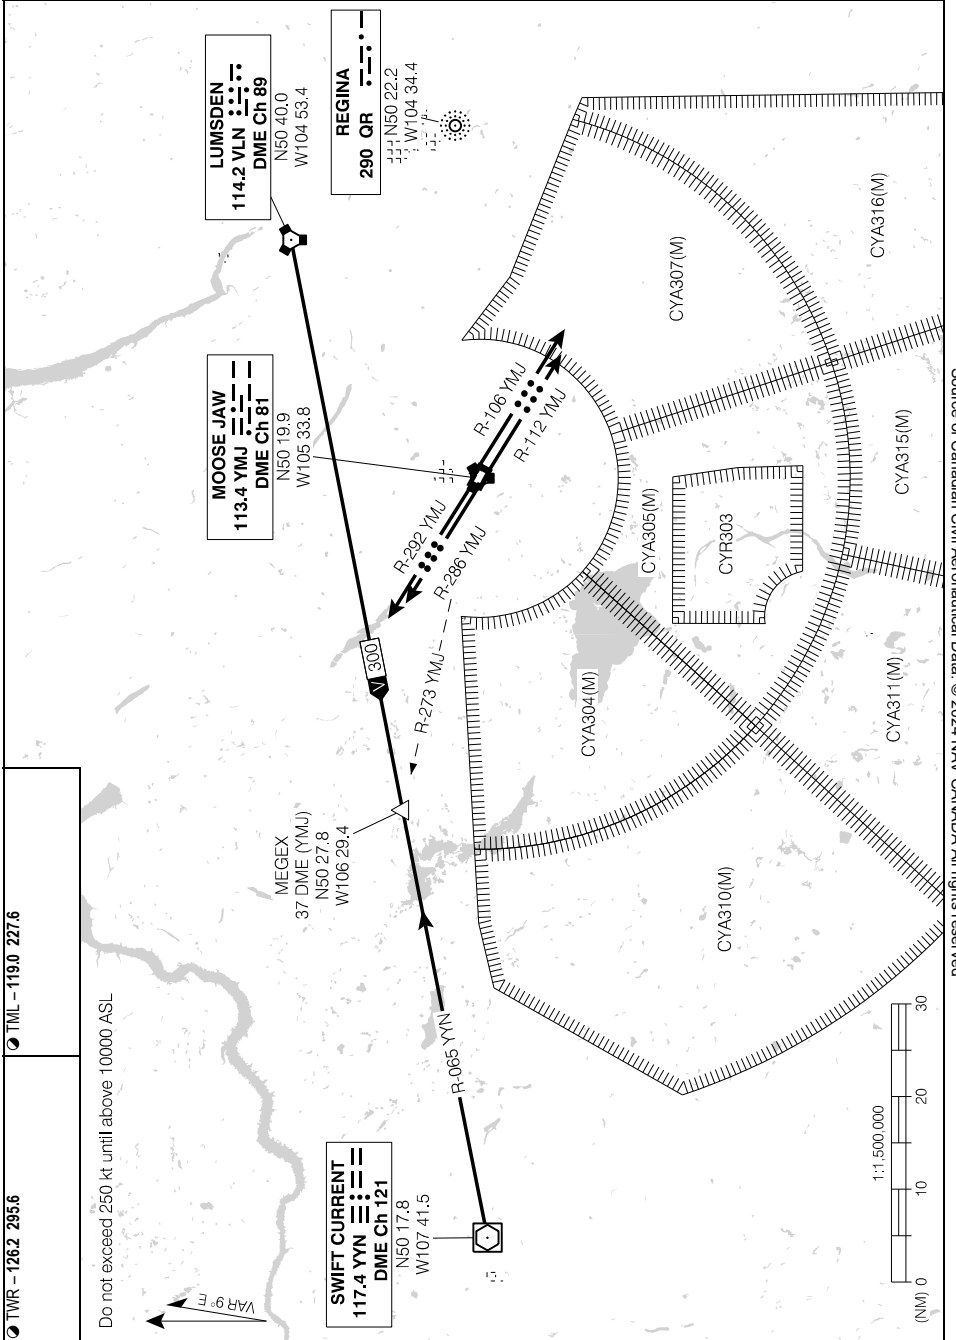 TWR – 126.2 295.6
TML – 119.0 227.6
Do not exceed 250 kt until above 10000 ASL
VAR 9° E
SWIFT CURRENT
117.4 YYN
DME Ch 121
N50 17.8
W107 41.5
R-065 YYN
MEGEX
37 DME (YMJ)
N50 27.8
W106 29.4
V 300
R-273 YMJ
MOOSE JAW
113.4 YMJ
DME Ch 81
N50 19.9
W105 33.8
R-292 YMJ
R-286 YMJ
R-106 YMJ
R-112 YMJ
LUMSDEN
114.2 VLN
DME Ch 89
N50 40.0
W104 53.4
REGINA
290 QR
N50 22.2
W104 34.4
CYA304(M)
CYA305(M)
CYR303
CYA307(M)
CYA310(M)
CYA311(M)
CYA315(M)
CYA316(M)
1:1,500,000
(NM) 0 10 20 30
Source of Canadian Civil Aeronautical Data: © 2024 NAV CANADA All rights reserved